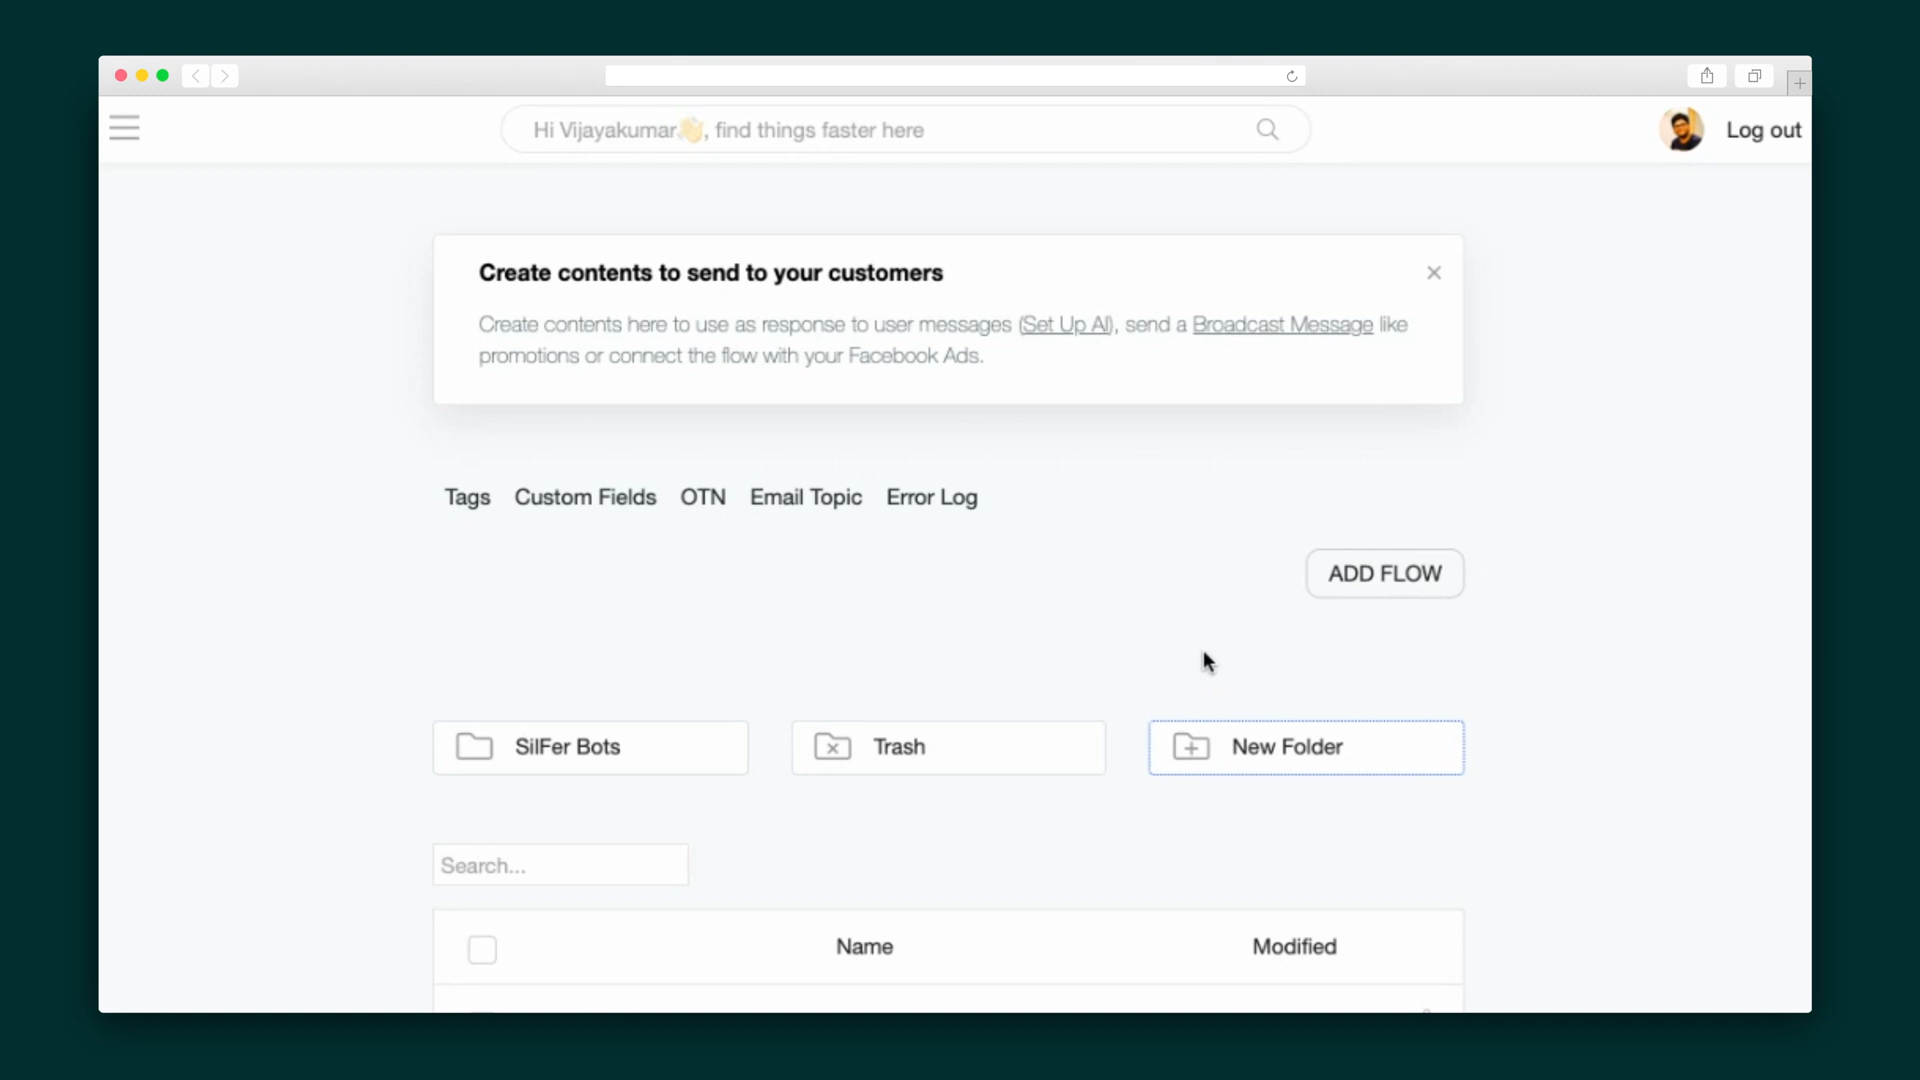 Hi Vijayakumar👋, find things faster here
Log out
Create contents to send to your customers
Create contents here to use as response to user messages (Set Up AI), send a Broadcast Message like
promotions or connect the flow with your Facebook Ads.
Tags Custom Fields OTN Email Topic Error Log
ADD FLOW
SilFer Bots
Trash
New Folder
Search...
Name
Modified